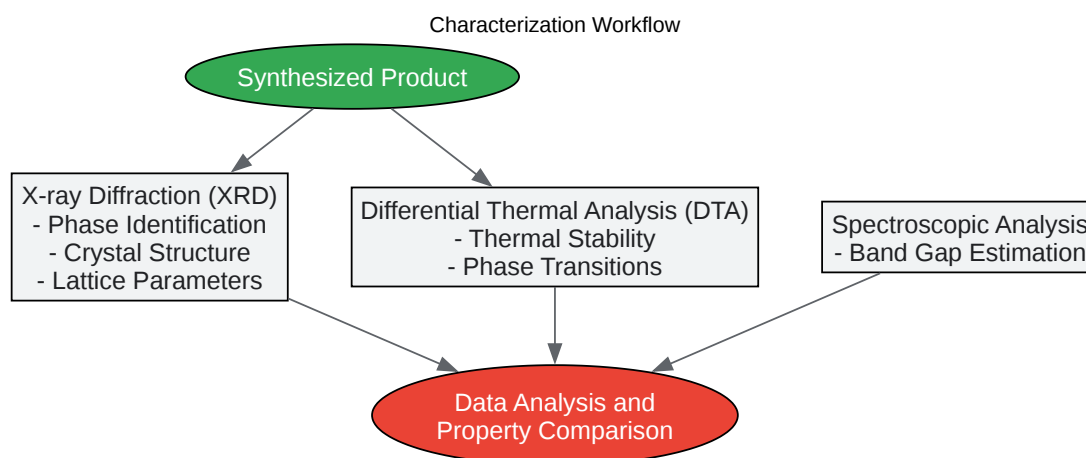 Characterization Workflow
Synthesized Product
X-ray Diffraction (XRD)
- Phase Identification
- Crystal Structure
- Lattice Parameters
Differential Thermal Analysis (DTA)
- Thermal Stability
- Phase Transitions
Spectroscopic Analysis
- Band Gap Estimation
Data Analysis and
Property Comparison